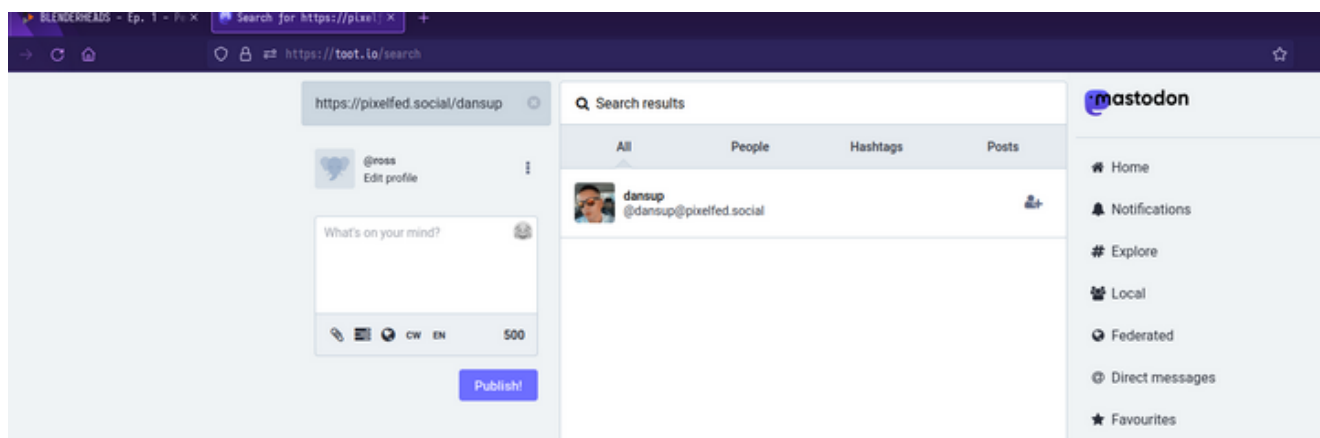 BLENDERHEADS - Ep. 1 - Pe
Search for https://pixelf
https://toot.io/search
https://pixelfed.social/dansup
@ross
Edit profile
What's on your mind?
CW EN 500
Publish!
Search results
All People Hashtags Posts
dansup
@dansup@pixelfed.social
mastodon
Home
Notifications
# Explore
Local
Federated
@ Direct messages
Favourites